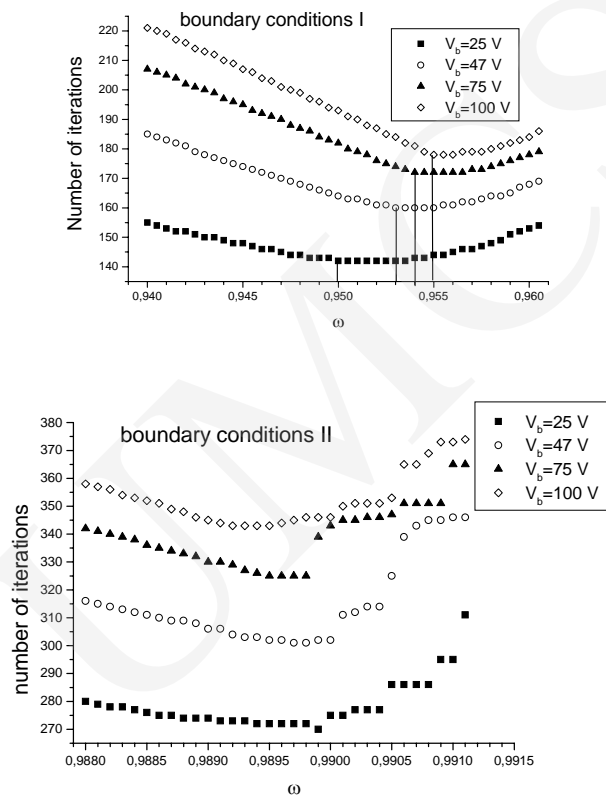 boundary conditions I
V_b=25 V
V_b=47 V
V_b=75 V
V_b=100 V
Number of iterations
220
210
200
190
180
170
160
150
140
0,940
0,945
0,950
0,955
0,960
ω
boundary conditions II
V_b=25 V
V_b=47 V
V_b=75 V
V_b=100 V
number of iterations
380
370
360
350
340
330
320
310
300
290
280
270
0,9880
0,9885
0,9890
0,9895
0,9900
0,9905
0,9910
0,9915
ω
UMCS